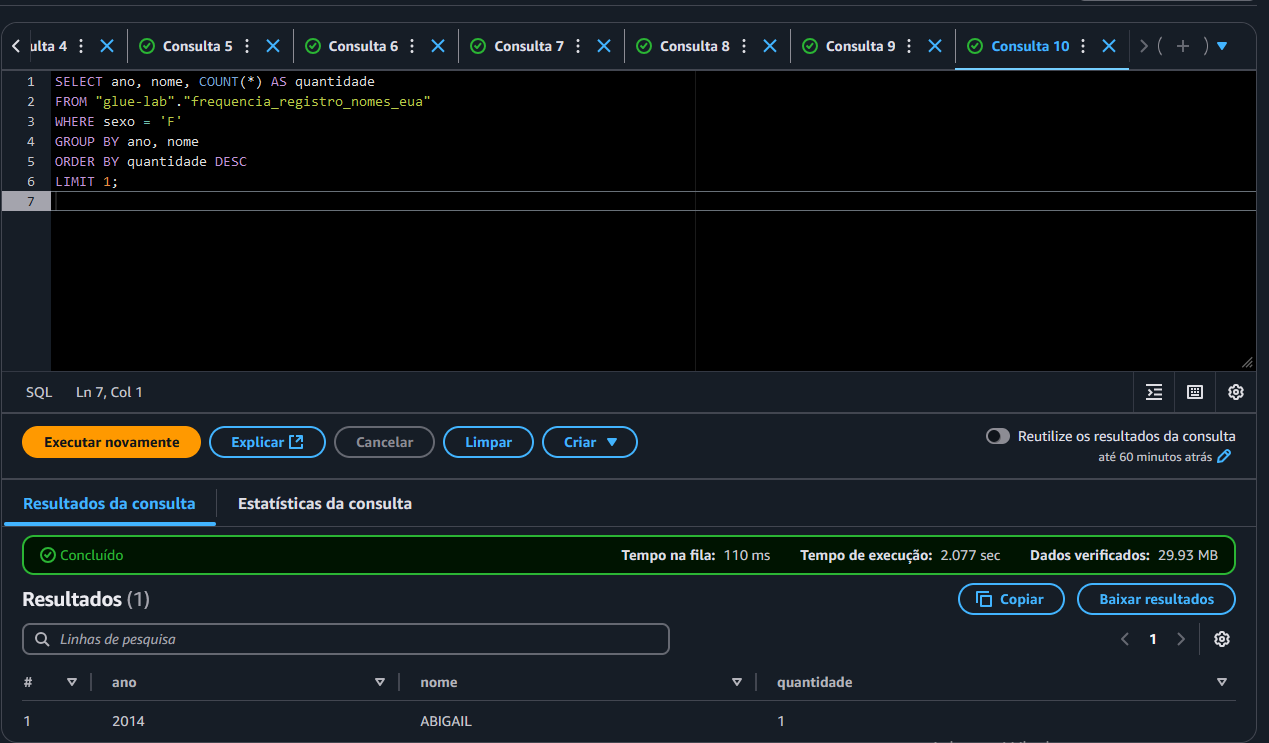 ulta 4
Consulta 5
Consulta 6
Consulta 7
Consulta 8
Consulta 9
Consulta 10
1 SELECT ano, nome, COUNT(*) AS quantidade
2 FROM "glue-lab"."frequencia_registro_nomes_eua"
3 WHERE sexo = 'F'
4 GROUP BY ano, nome
5 ORDER BY quantidade DESC
6 LIMIT 1;
7
SQL Ln 7, Col 1
Executar novamente Explicar Cancelar Limpar Criar
Reutilize os resultados da consulta
até 60 minutos atrás
Resultados da consulta Estatísticas da consulta
Concluído Tempo na fila: 110 ms Tempo de execução: 2.077 sec Dados verificados: 29.93 MB
Resultados (1) Copiar Baixar resultados
Linhas de pesquisa 1
# ano nome quantidade
1 2014 ABIGAIL 1